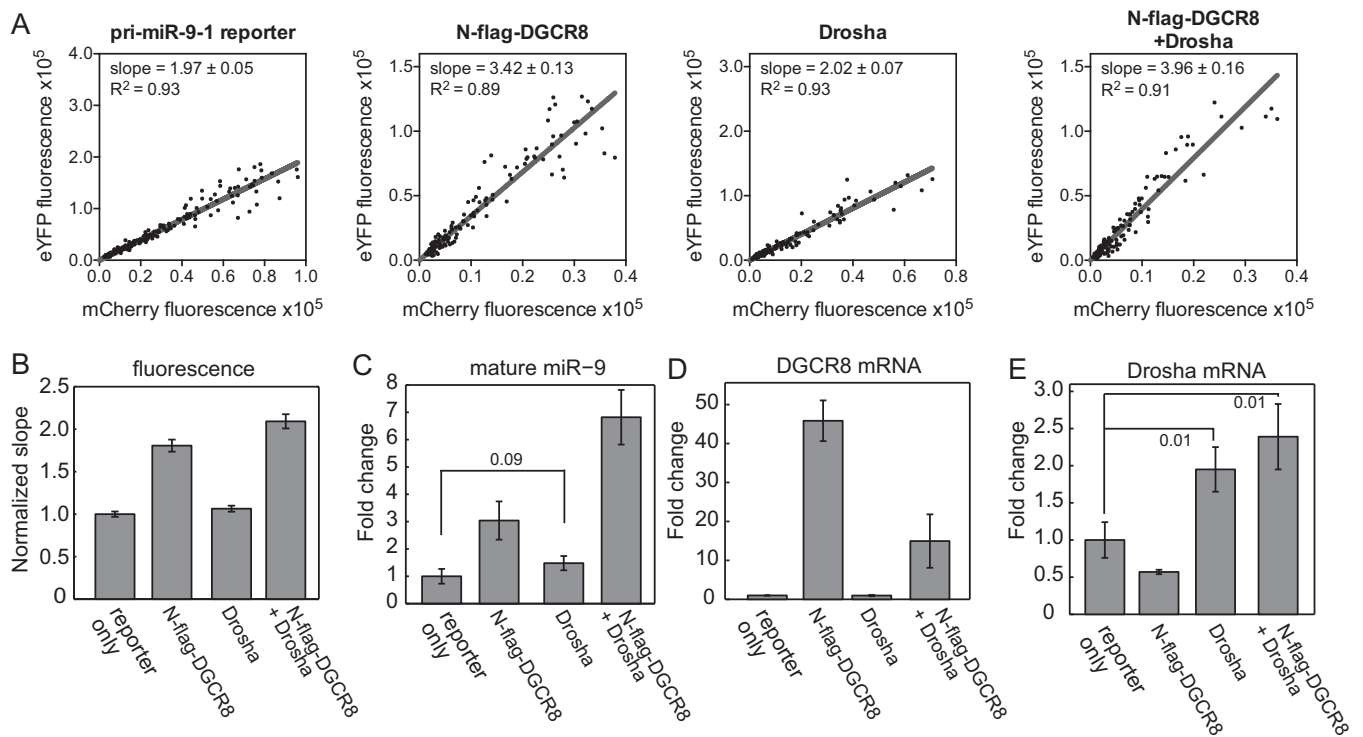 A
pri-miR-9-1 reporter
eYFP fluorescence x10⁵
4.0
3.0
2.0
1.0
0.0
slope = 1.97 ± 0.05
R² = 0.93
0.0
0.2
0.4
0.6
0.8
1.0
mCherry fluorescence x10⁵
N-flag-DGCR8
eYFP fluorescence x10⁵
1.5
1.0
0.5
0.0
slope = 3.42 ± 0.13
R² = 0.89
0.0
0.1
0.2
0.3
0.4
mCherry fluorescence x10⁵
Drosha
eYFP fluorescence x10⁵
3.0
2.0
1.0
0.0
slope = 2.02 ± 0.07
R² = 0.93
0.0
0.2
0.4
0.6
0.8
mCherry fluorescence x10⁵
N-flag-DGCR8
+Drosha
eYFP fluorescence x10⁵
1.5
1.0
0.5
0.0
slope = 3.96 ± 0.16
R² = 0.91
0.0
0.1
0.2
0.3
0.4
mCherry fluorescence x10⁵
B
fluorescence
Normalized slope
2.5
2.0
1.5
1.0
0.5
0
reporter
only
N-flag-DGCR8
Drosha
N-flag-DGCR8
+ Drosha
C
mature miR−9
Fold change
8
7
6
5
4
3
2
1
0
0.09
reporter
only
N-flag-DGCR8
Drosha
N-flag-DGCR8
+ Drosha
D
DGCR8 mRNA
Fold change
50
40
30
20
10
0
reporter
only
N-flag-DGCR8
Drosha
N-flag-DGCR8
+ Drosha
E
Drosha mRNA
Fold change
3.0
2.5
2.0
1.5
1.0
0.5
0
0.01
0.01
reporter
only
N-flag-DGCR8
Drosha
N-flag-DGCR8
+ Drosha